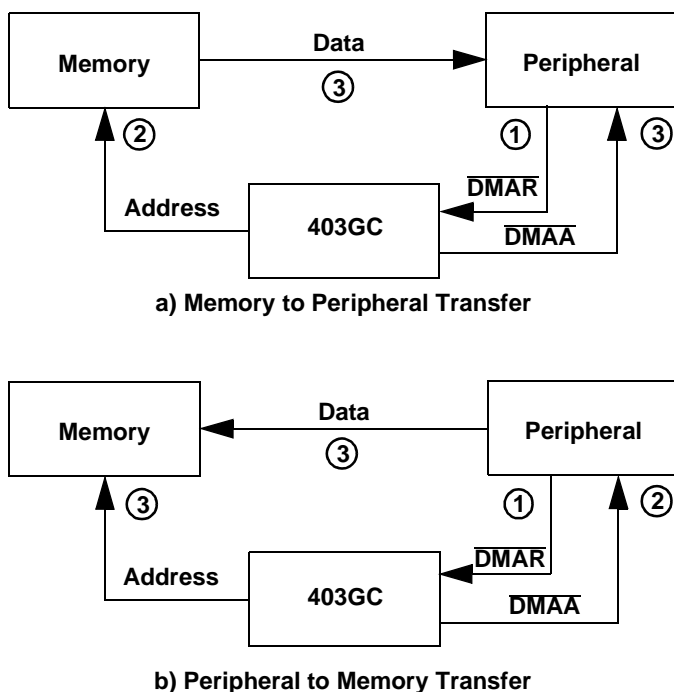 Data
Memory
Peripheral
3
2
1
3
DMAR
Address
403GC
DMAA
a) Memory to Peripheral Transfer
Data
Memory
Peripheral
3
3
1
2
DMAR
Address
403GC
DMAA
b) Peripheral to Memory Transfer